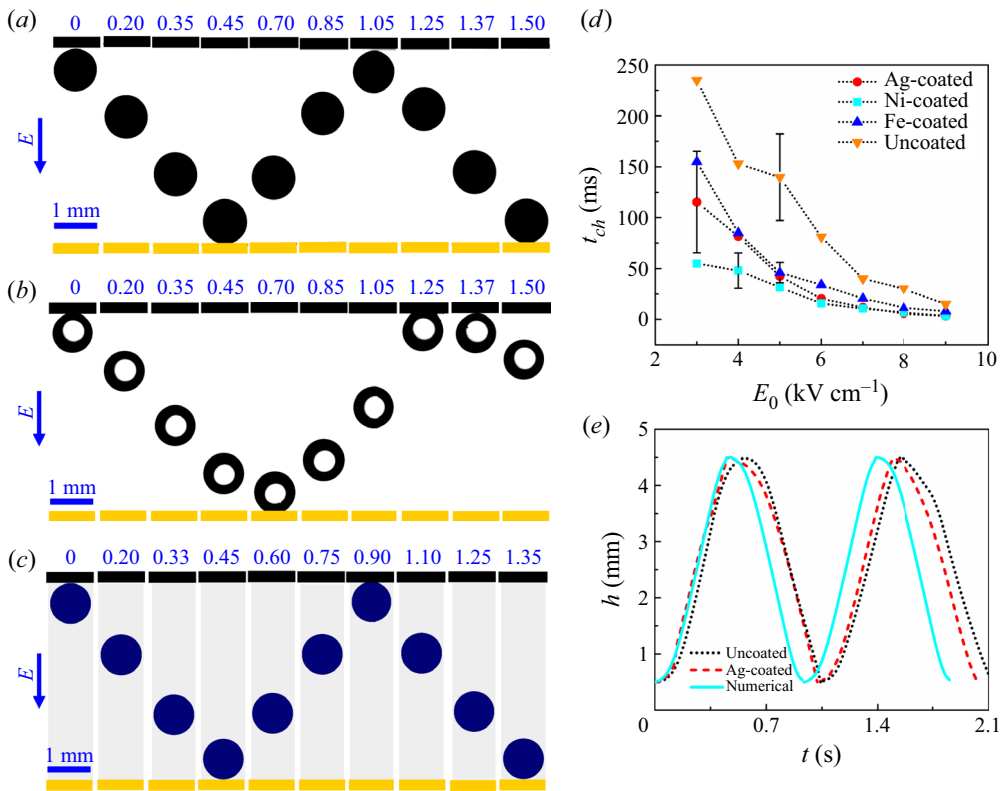 (a)
0 0.20 0.35 0.45 0.70 0.85 1.05 1.25 1.37 1.50
E
1 mm
(b)
0 0.20 0.35 0.45 0.70 0.85 1.05 1.25 1.37 1.50
E
1 mm
(c)
0 0.20 0.33 0.45 0.60 0.75 0.90 1.10 1.25 1.35
E
1 mm
(d)
250
200
150
100
50
0
t_ch (ms)
Ag-coated
Ni-coated
Fe-coated
Uncoated
2 4 6 8 10
E₀ (kV cm⁻¹)
(e)
5
4
3
2
1
0
h (mm)
Uncoated
Ag-coated
Numerical
0.7 1.4 2.1
t (s)